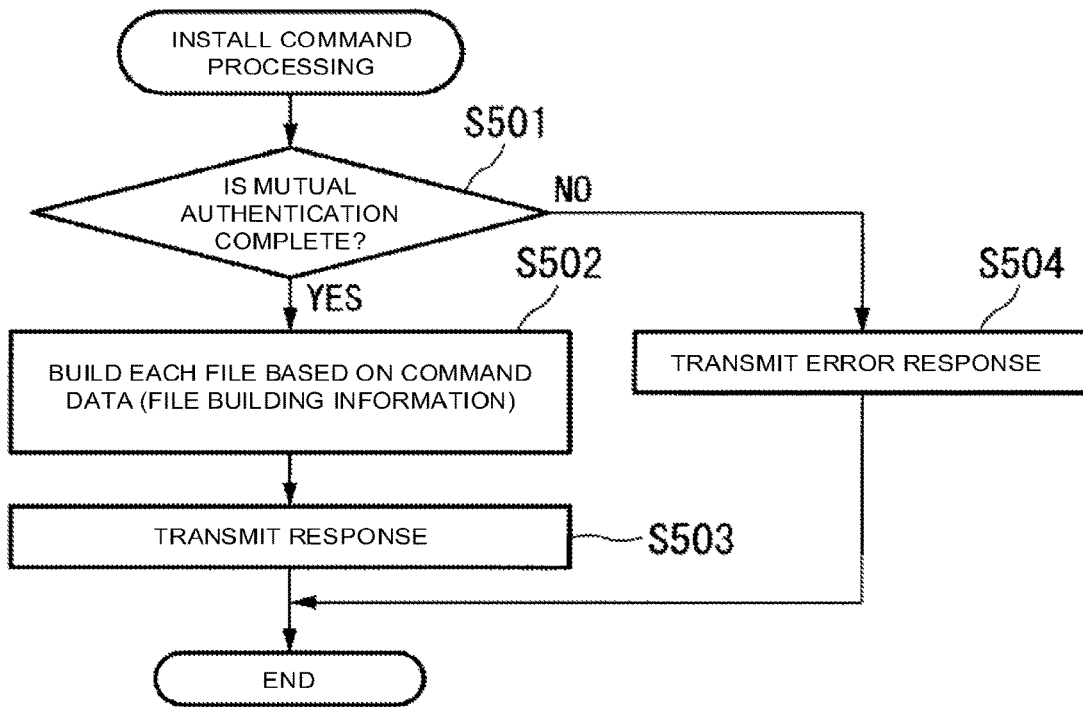 INSTALL COMMAND
PROCESSING
S501
IS MUTUAL
AUTHENTICATION
COMPLETE?
NO
YES
S502
S504
BUILD EACH FILE BASED ON COMMAND
DATA (FILE BUILDING INFORMATION)
TRANSMIT ERROR RESPONSE
TRANSMIT RESPONSE
S503
END